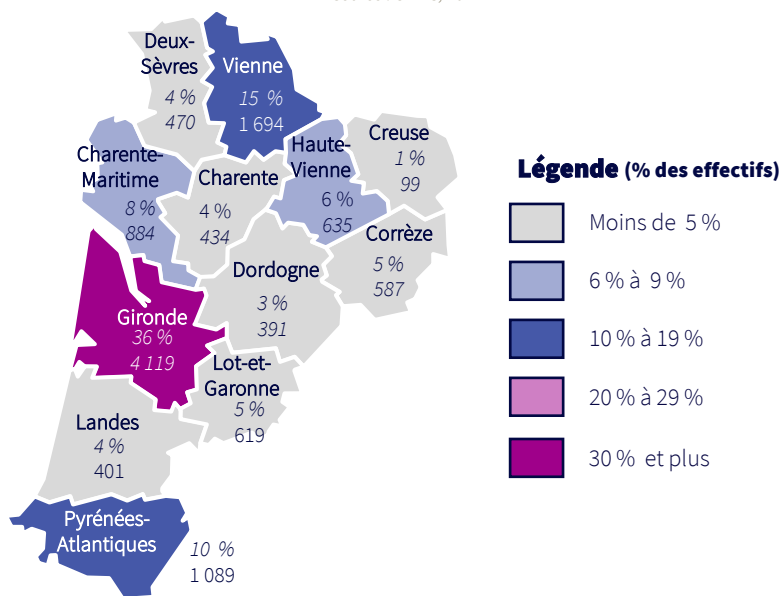 Deux-
Sèvres
4 %
470
Vienne
15 %
1 694
Charente-
Maritime
8 %
884
Charente
4 %
434
Haute-
Vienne
6 %
635
Creuse
1 %
99
Corrèze
5 %
587
Dordogne
3 %
391
Gironde
36 %
4 119
Lot-et-
Garonne
5 %
619
Landes
4 %
401
Pyrénées-
Atlantiques
10 %
1 089
Légende (% des effectifs)
Moins de 5 %
6 % à 9 %
10 % à 19 %
20 % à 29 %
30 % et plus